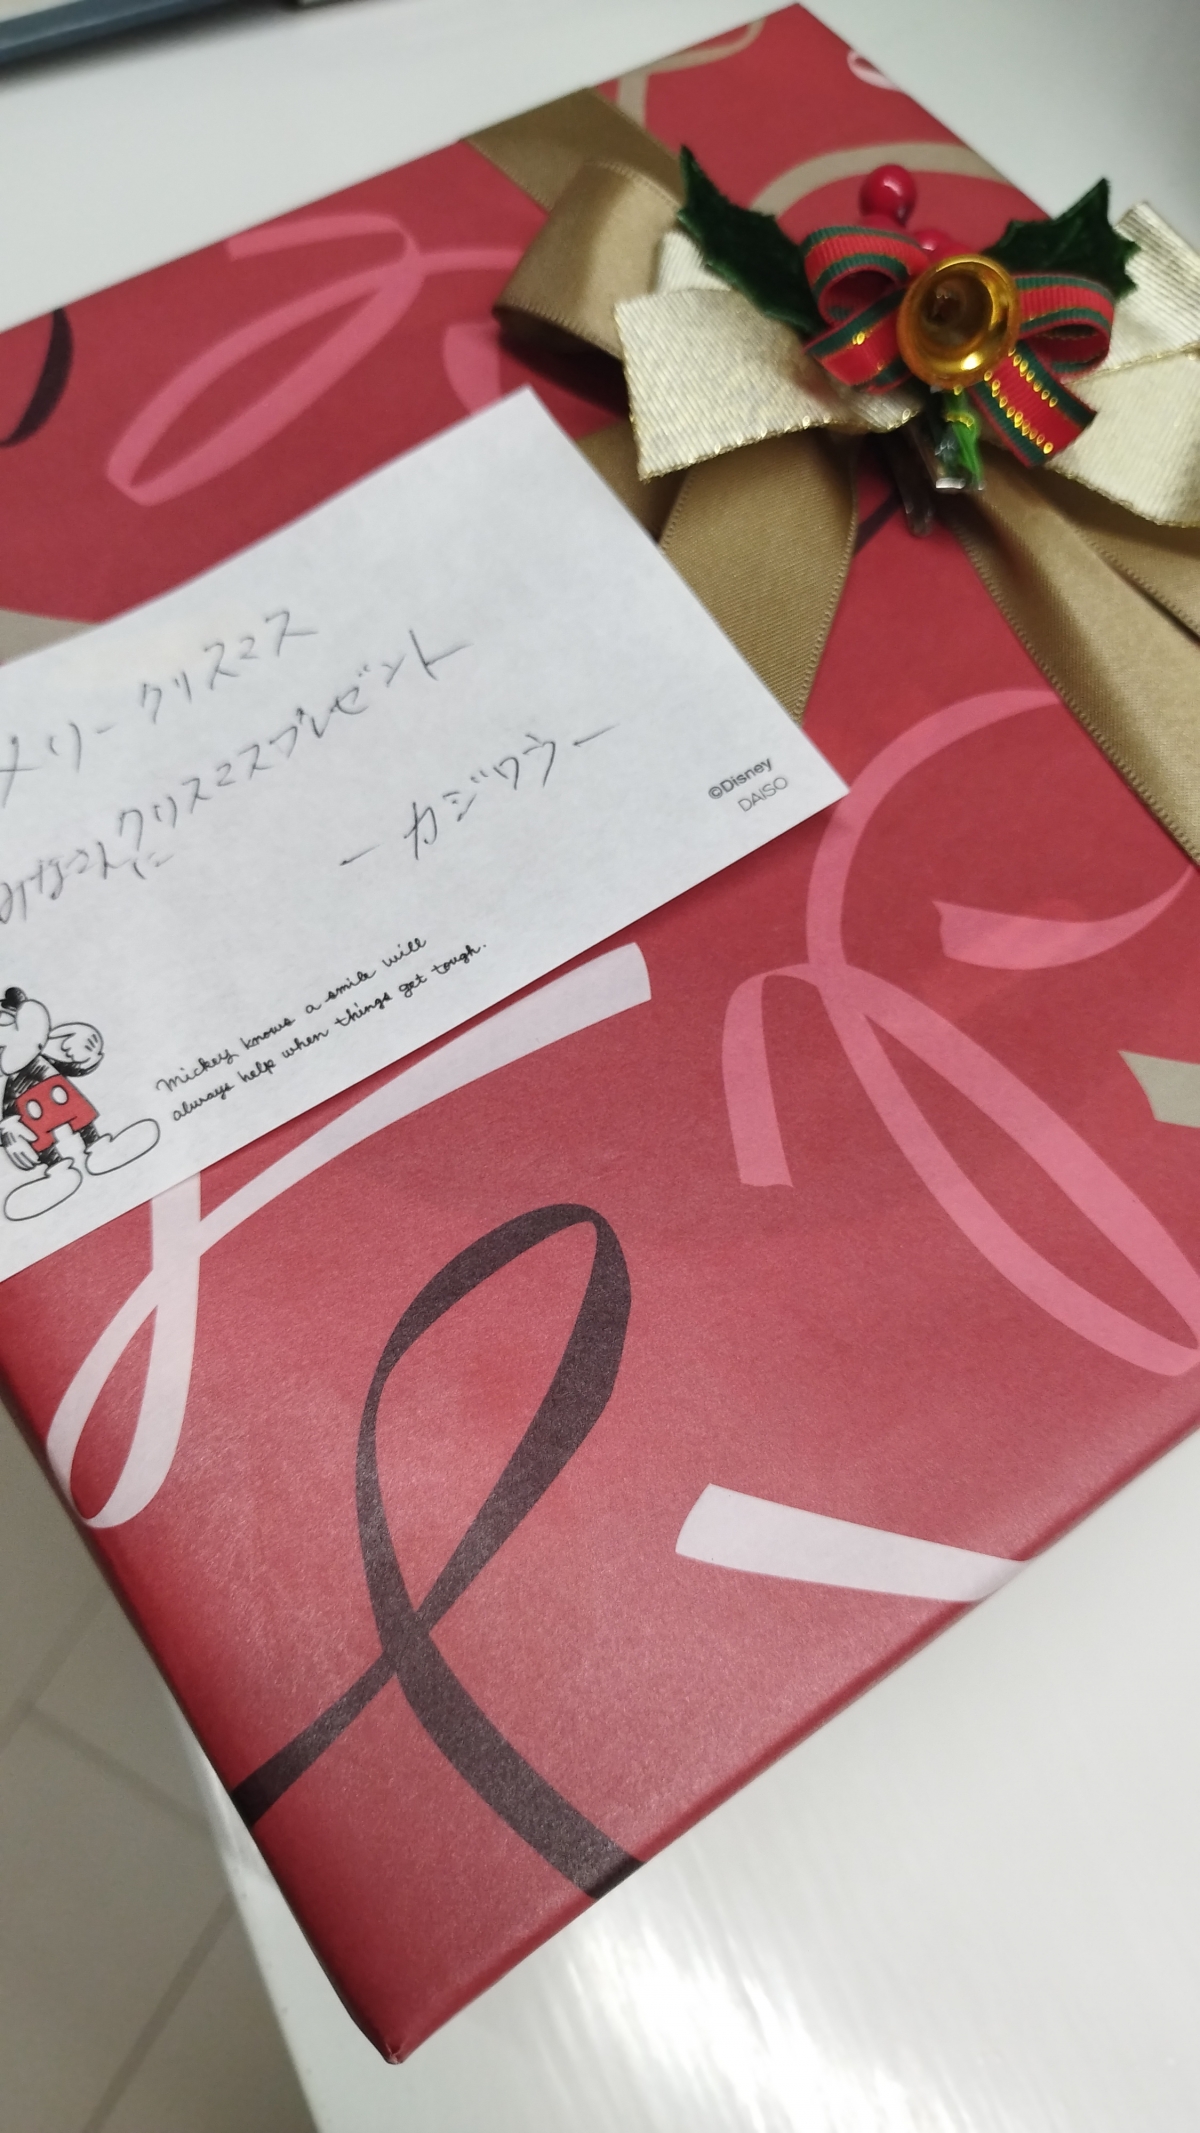 メリークリスマス
みなさんにクリスマスプレゼント
ーカジワラー
©Disney
DAISO
Mickey knows a smile will
always help when things get tough.